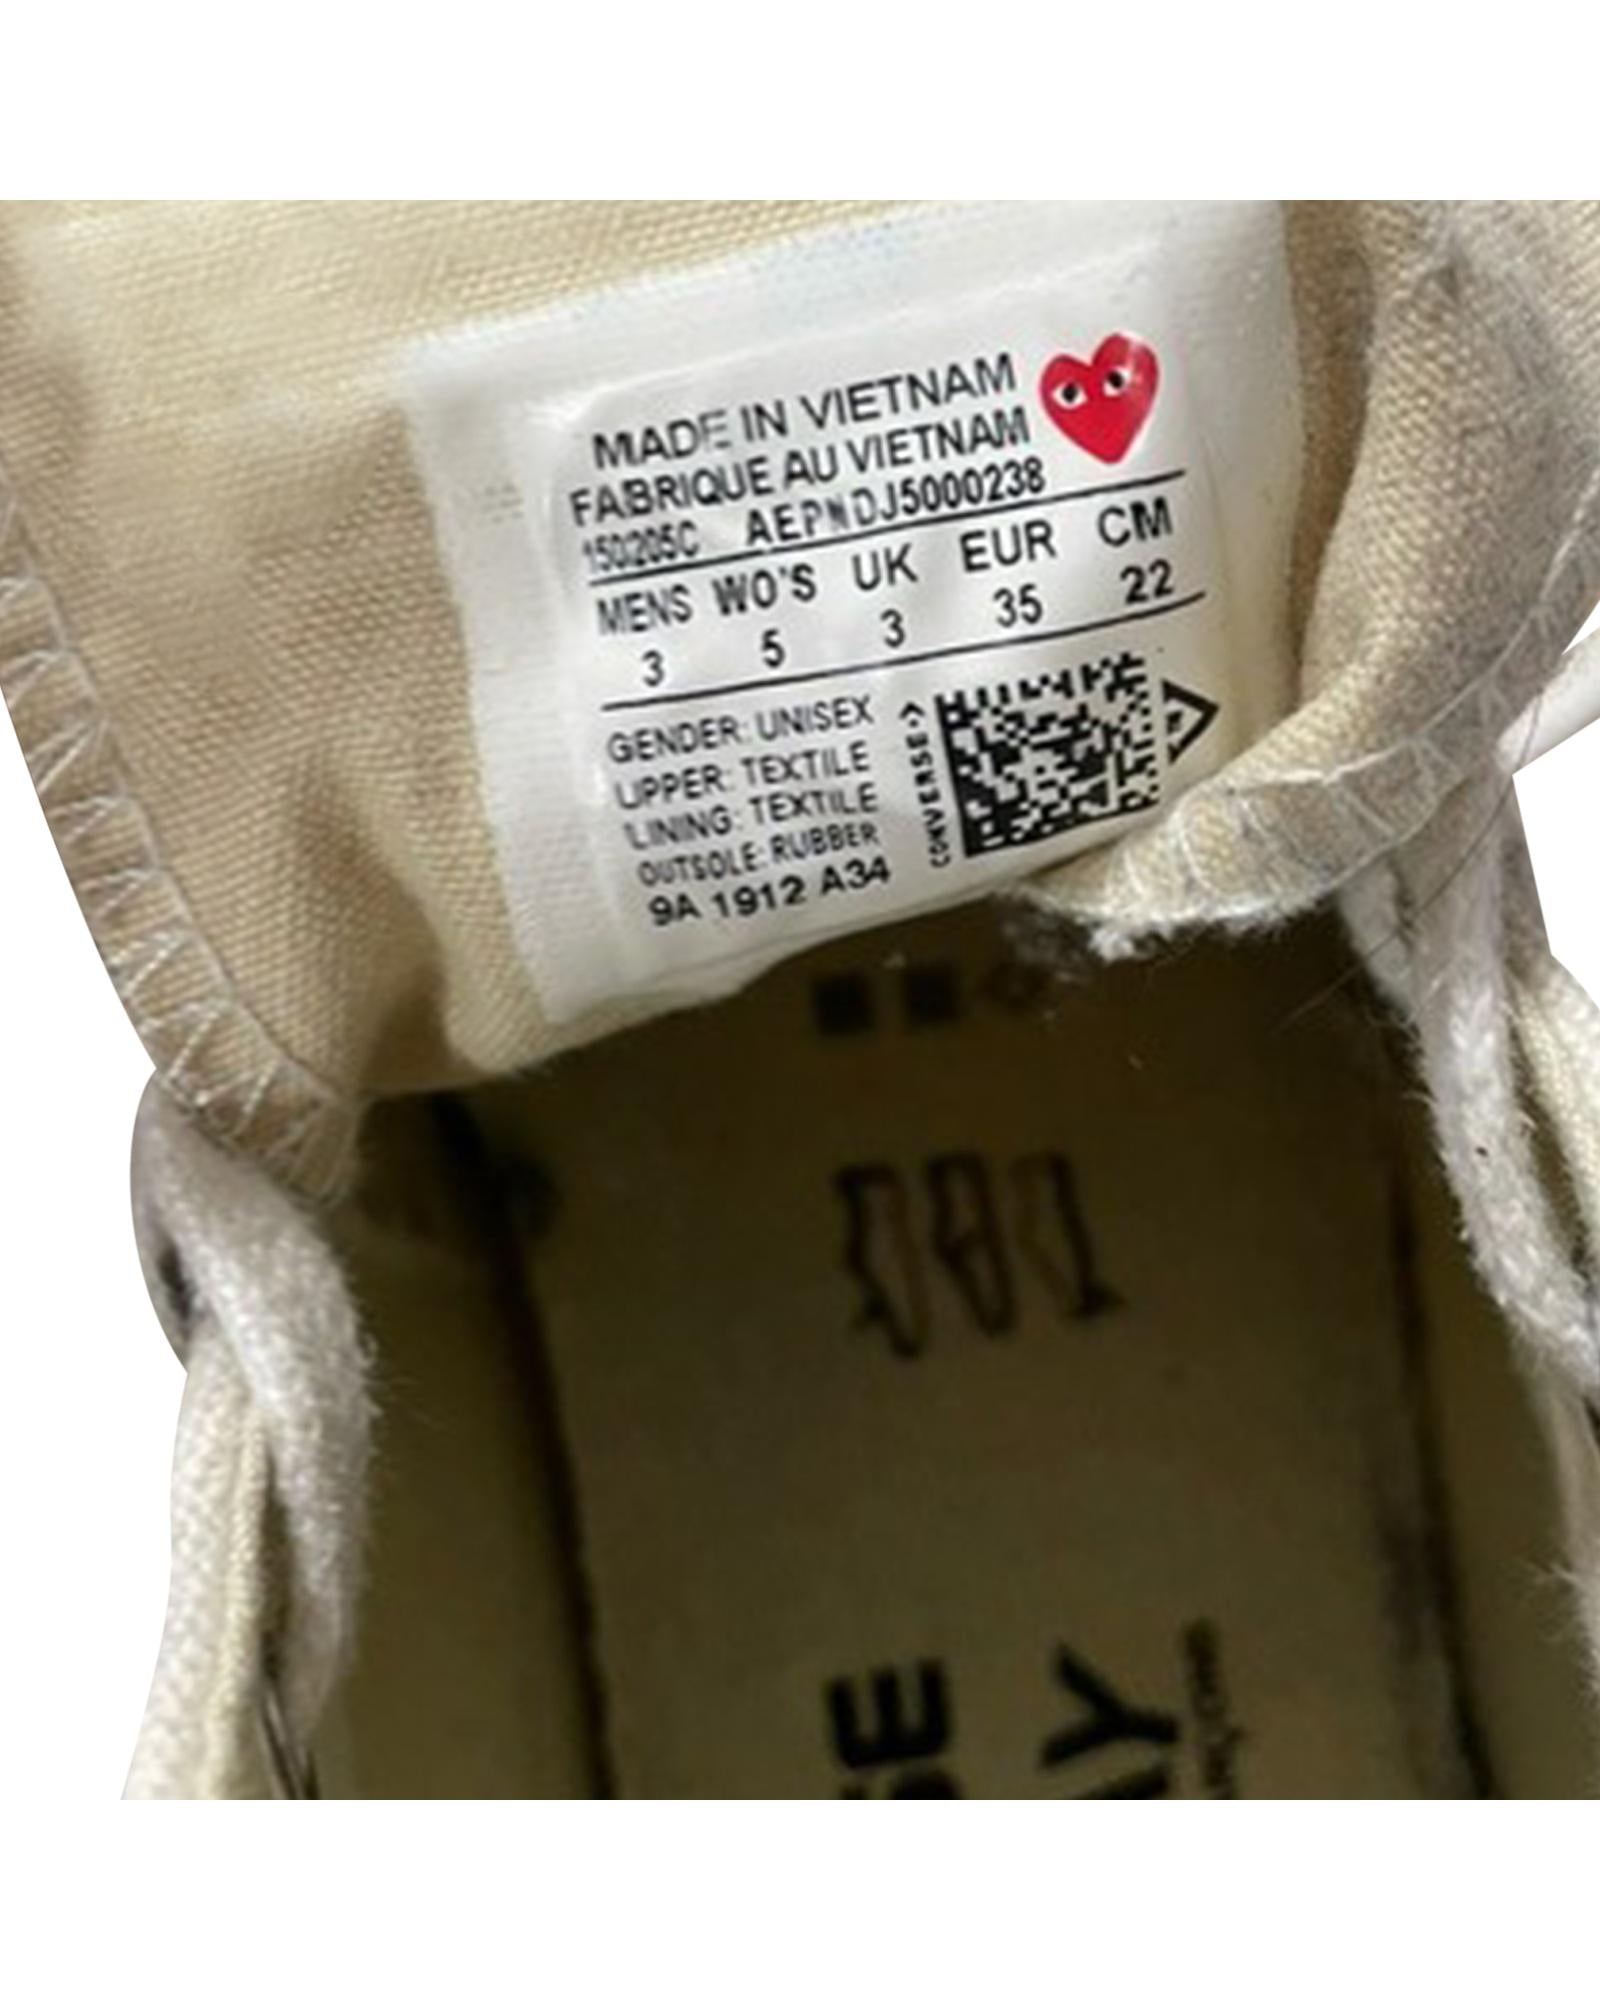 MADE IN VIETNAM
FABRIQUE AU VIETNAM
150205C AEPNDJ5000238
MENS WO'S UK EUR CM
3 5 3 35 22
GENDER: UNISEX
UPPER: TEXTILE
LINING: TEXTILE
OUTSOLE: RUBBER
9A 1912 A34
CONVERSE